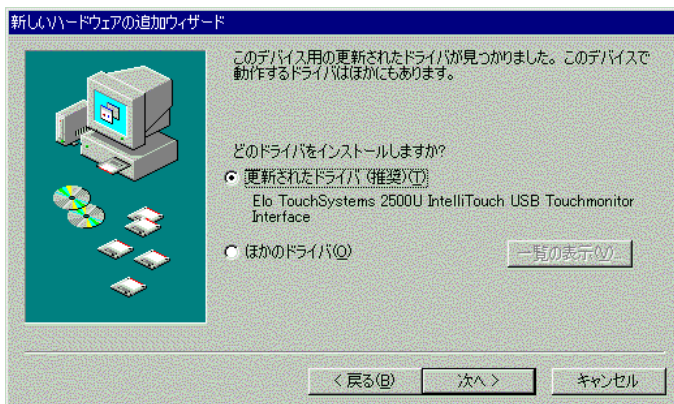 新しいハードウェアの追加ウィザード
このデバイス用の更新されたドライバが見つかりました。このデバイスで
動作するドライバはほかにもあります。
どのドライバをインストールしますか?
更新されたドライバ (推奨)(T)
Elo TouchSystems 2500U IntelliTouch USB Touchmonitor
Interface
ほかのドライバ(O)
一覧の表示(V)...
< 戻る(B)
次へ >
キャンセル